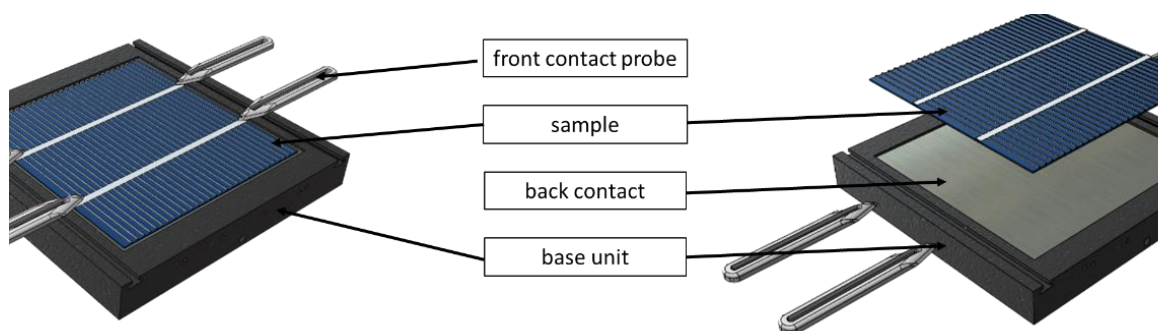 front contact probe
sample
back contact
base unit